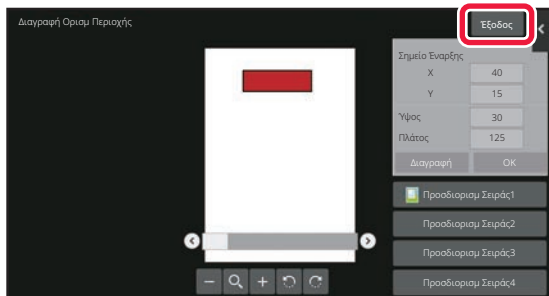 Διαγραφή Ορισμ Περιοχής
Έξοδος
Σημείο Έναρξης
X 40
Y 15
Ύψος 30
Πλάτος 125
Διαγραφή OK
Προσδιορισμ Σειράς1
Προσδιορισμ Σειράς2
Προσδιορισμ Σειράς3
Προσδιορισμ Σειράς4